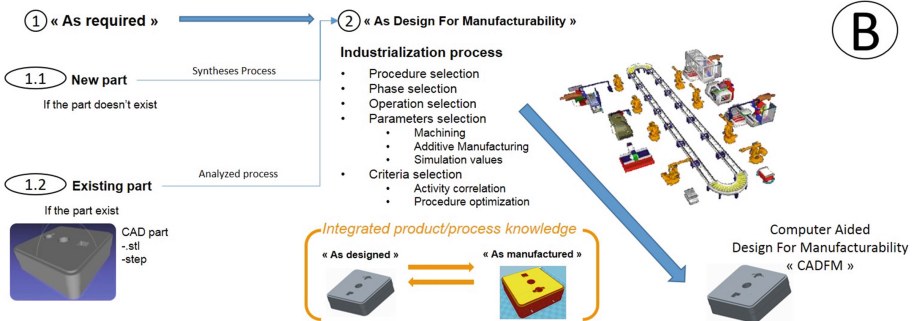 1 « As required »
2 « As Design For Manufacturability »
B
1.1 New part
Syntheses Process
If the part doesn't exist
1.2 Existing part
Analyzed process
If the part exist
CAD part
-.stl
-step
Industrialization process
• Procedure selection
• Phase selection
• Operation selection
• Parameters selection
• Machining
• Additive Manufacturing
• Simulation values
• Criteria selection
• Activity correlation
• Procedure optimization
Integrated product/process knowledge
« As designed »
« As manufactured »
Computer Aided
Design For Manufacturability
« CADFM »